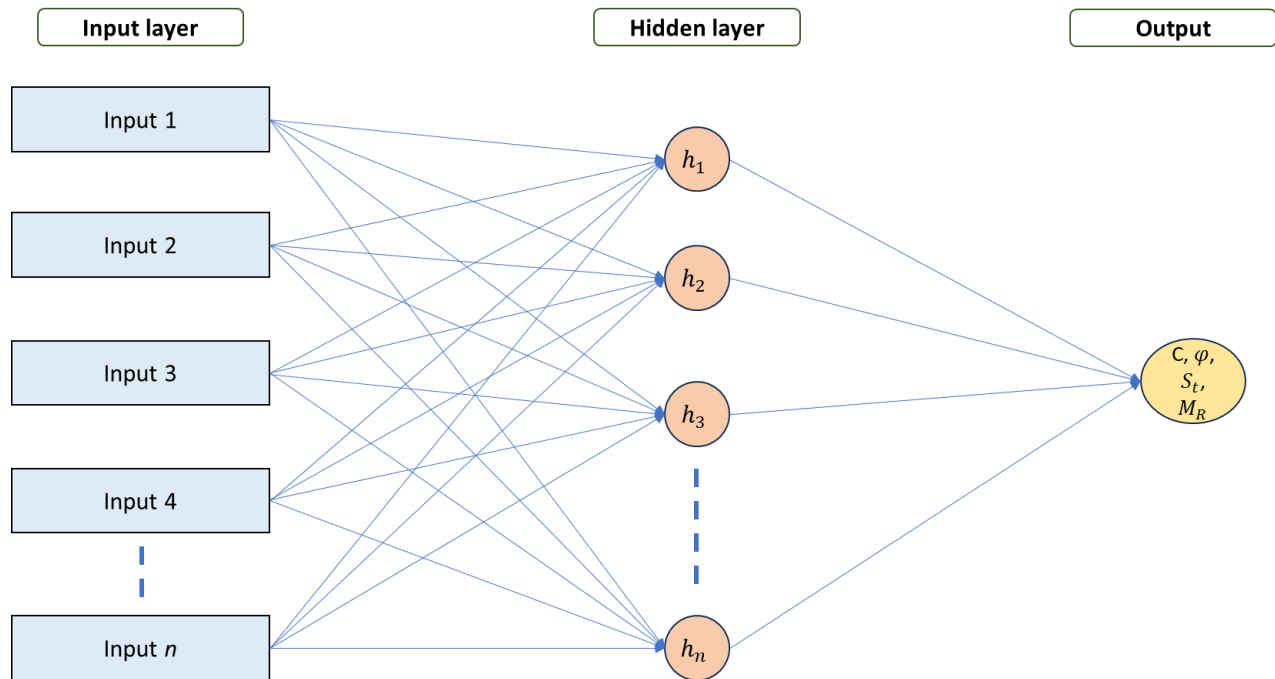 Input layer
Hidden layer
Output
Input 1
Input 2
Input 3
Input 4
Input n
h₁
h₂
h₃
hₙ
C, φ,
Sₜ,
M_R